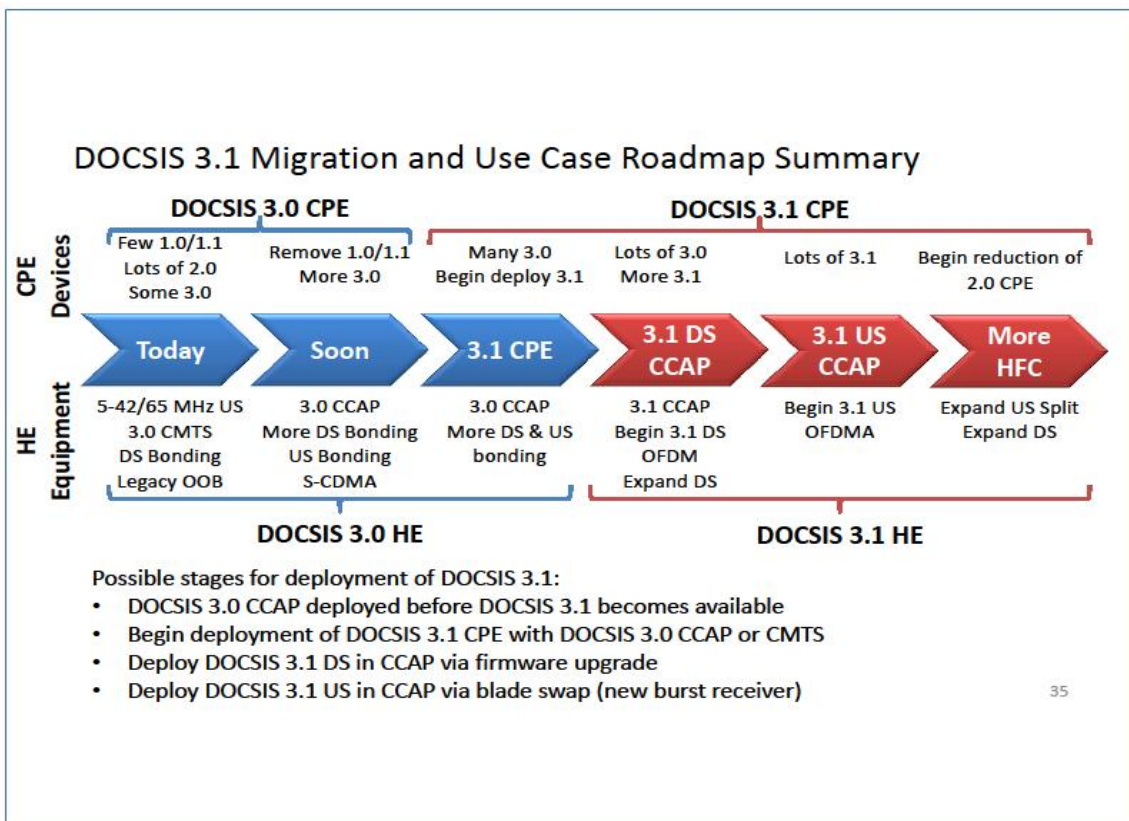 DOCSIS 3.1 Migration and Use Case Roadmap Summary
DOCSIS 3.0 CPE
DOCSIS 3.1 CPE
CPE
Devices
Few 1.0/1.1
Lots of 2.0
Some 3.0
Remove 1.0/1.1
More 3.0
Many 3.0
Begin deploy 3.1
Lots of 3.0
More 3.1
Lots of 3.1
Begin reduction of
2.0 CPE
Today
Soon
3.1 CPE
3.1 DS
CCAP
3.1 US
CCAP
More
HFC
HE
Equipment
5-42/65 MHz US
3.0 CMTS
DS Bonding
Legacy OOB
3.0 CCAP
More DS Bonding
US Bonding
S-CDMA
3.0 CCAP
More DS & US
bonding
3.1 CCAP
Begin 3.1 DS
OFDM
Expand DS
Begin 3.1 US
OFDMA
Expand US Split
Expand DS
DOCSIS 3.0 HE
DOCSIS 3.1 HE
Possible stages for deployment of DOCSIS 3.1:
• DOCSIS 3.0 CCAP deployed before DOCSIS 3.1 becomes available
• Begin deployment of DOCSIS 3.1 CPE with DOCSIS 3.0 CCAP or CMTS
• Deploy DOCSIS 3.1 DS in CCAP via firmware upgrade
• Deploy DOCSIS 3.1 US in CCAP via blade swap (new burst receiver)
35